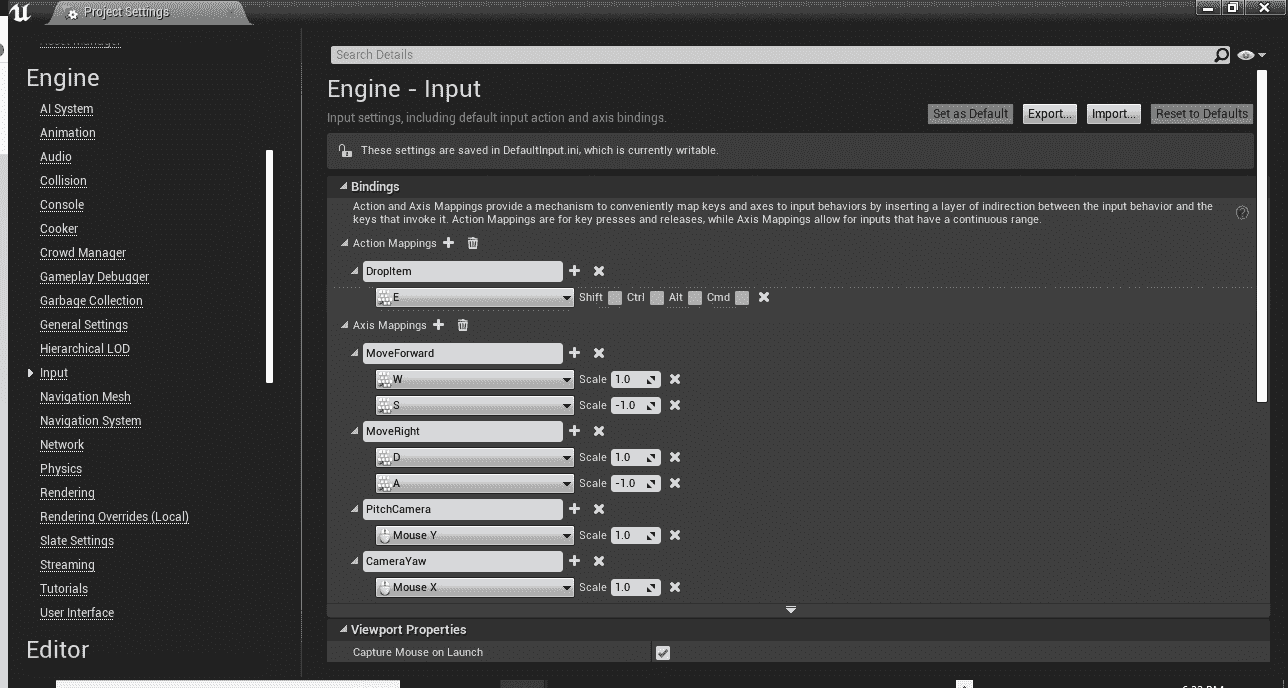 Project Settings
Engine
AI System
Animation
Audio
Collision
Console
Cooker
Crowd Manager
Gameplay Debugger
Garbage Collection
General Settings
Hierarchical LOD
Input
Navigation Mesh
Navigation System
Network
Physics
Rendering
Rendering Overrides (Local)
Slate Settings
Streaming
Tutorials
User Interface
Editor
Search Details
Engine - Input
Input settings, including default input action and axis bindings.
Set as Default
Export...
Import...
Reset to Defaults
These settings are saved in DefaultInput.ini, which is currently writable.
Bindings
Action and Axis Mappings provide a mechanism to conveniently map keys and axes to input behaviors by inserting a layer of indirection between the input behavior and the
keys that invoke it. Action Mappings are for key presses and releases, while Axis Mappings allow for inputs that have a continuous range.
Action Mappings
DropItem
E Shift Ctrl Alt Cmd
Axis Mappings
MoveForward
W Scale 1.0
S Scale -1.0
MoveRight
D Scale 1.0
A Scale -1.0
PitchCamera
Mouse Y Scale 1.0
CameraYaw
Mouse X Scale 1.0
Viewport Properties
Capture Mouse on Launch